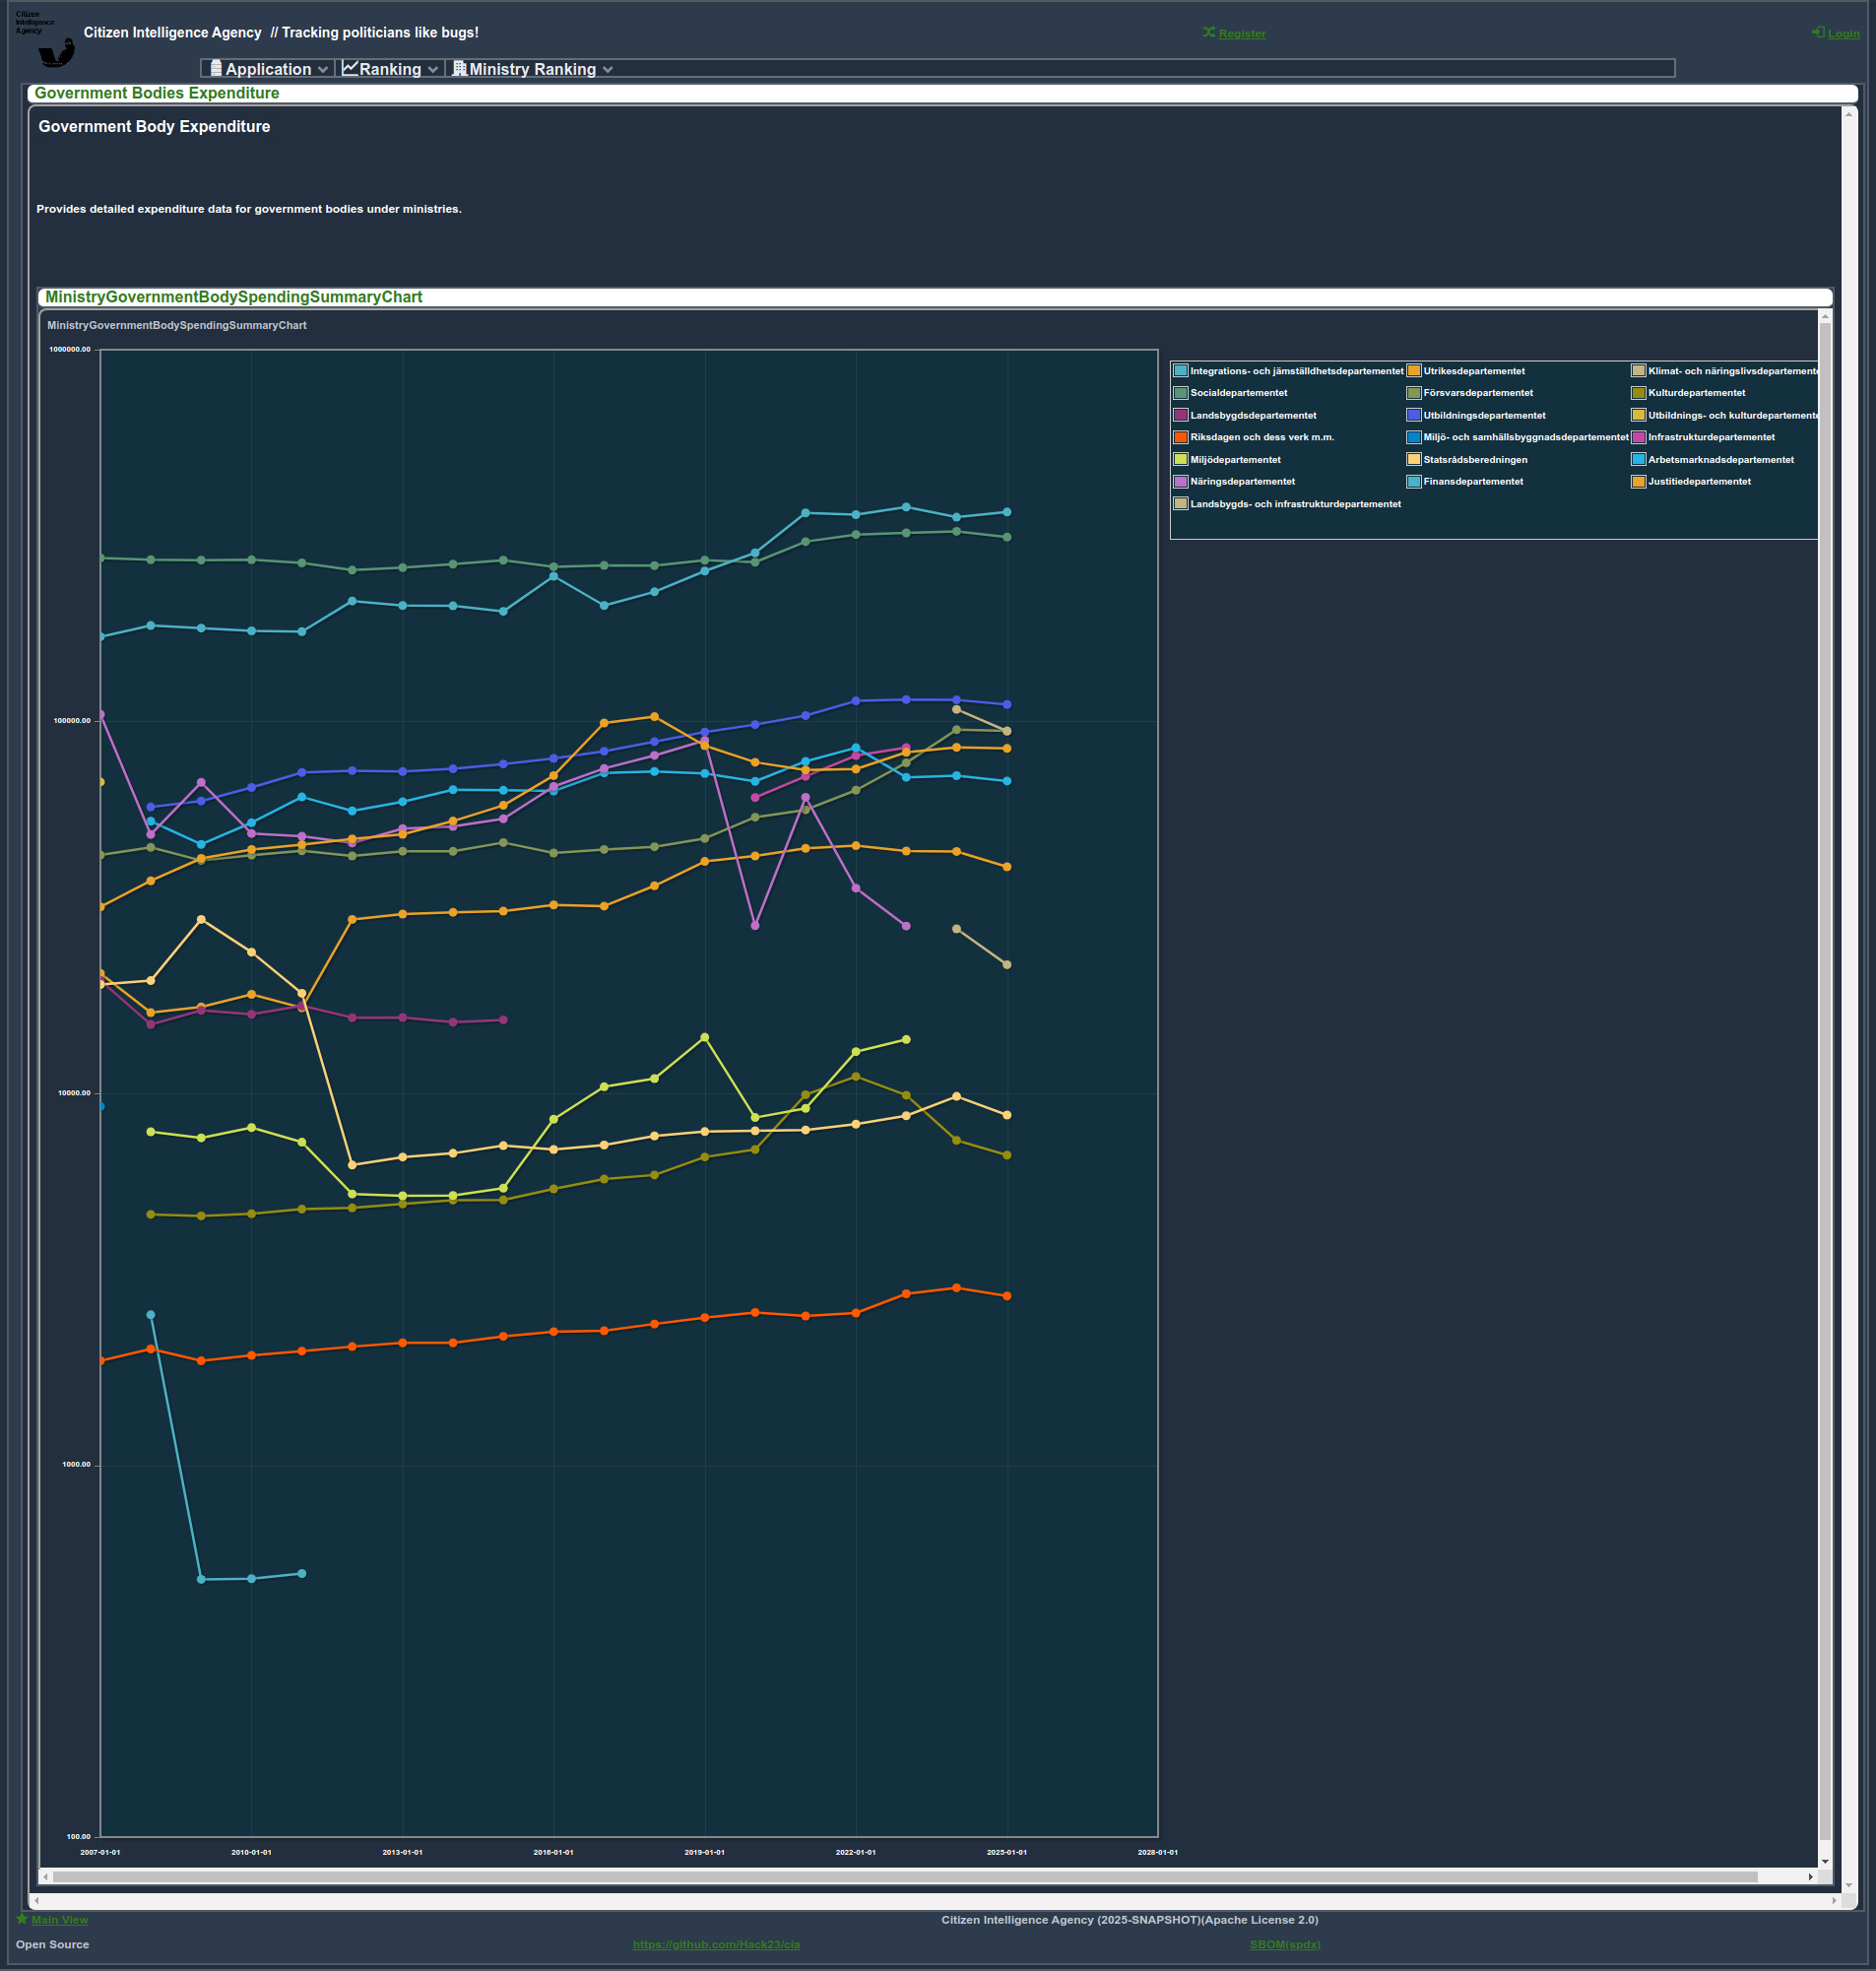 Citizen
Intelligence
Agency
Citizen Intelligence Agency // Tracking politicians like bugs!
Register
Login
Application
Ranking
Ministry Ranking
Government Bodies Expenditure
Government Body Expenditure
Provides detailed expenditure data for government bodies under ministries.
MinistryGovernmentBodySpendingSummaryChart
MinistryGovernmentBodySpendingSummaryChart
1000000.00
100000.00
10000.00
1000.00
100.00
2007-01-01
2010-01-01
2013-01-01
2016-01-01
2019-01-01
2022-01-01
2025-01-01
2028-01-01
Integrations- och jämställdhetsdepartementet
Utrikesdepartementet
Klimat- och näringslivsdepartemente
Socialdepartementet
Försvarsdepartementet
Kulturdepartementet
Landsbygdsdepartementet
Utbildningsdepartementet
Utbildnings- och kulturdepartemente
Riksdagen och dess verk m.m.
Miljö- och samhällsbyggnadsdepartementet
Infrastrukturdepartementet
Miljödepartementet
Statsrådsberedningen
Arbetsmarknadsdepartementet
Näringsdepartementet
Finansdepartementet
Justitiedepartementet
Landsbygds- och infrastrukturdepartementet
Main View
Citizen Intelligence Agency (2025-SNAPSHOT)(Apache License 2.0)
Open Source
https://github.com/Hack23/cia
SBOM(spdx)